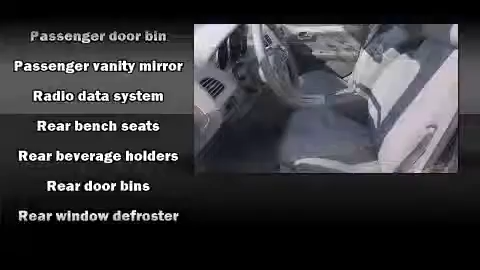 Passenger door bin
Passenger vanity mirror
Radio data system
Rear bench seats
Rear beverage holders
Rear door bins
Rear window defroster